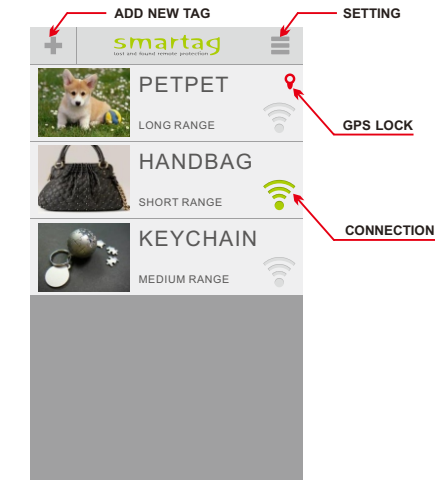 ADD NEW TAG
SETTING
smartag
lost and found remote protection
PETPET
LONG RANGE
GPS LOCK
HANDBAG
SHORT RANGE
CONNECTION
KEYCHAIN
MEDIUM RANGE